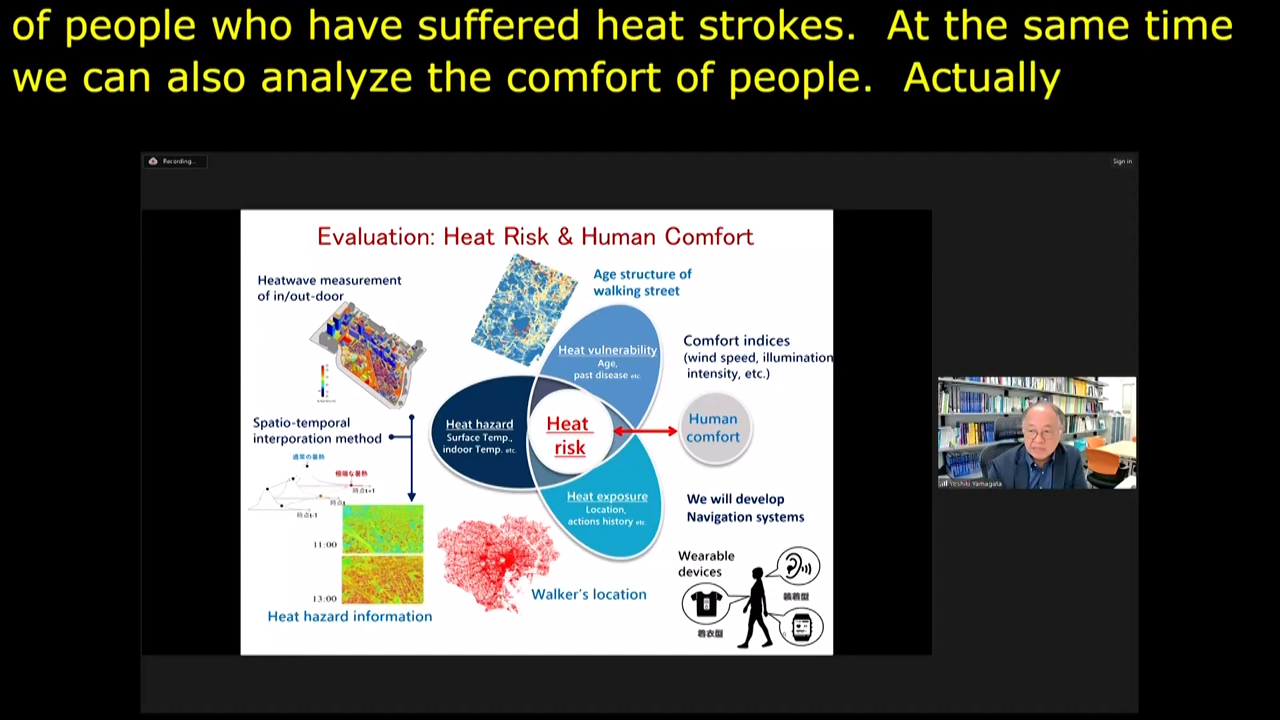 of people who have suffered heat strokes.  At the same time
we can also analyze the comfort of people.  Actually
Recording...
Sign in
Evaluation: Heat Risk & Human Comfort
Heatwave measurement
of in/out-door
Age structure of
walking street
Heat vulnerability
Age,
past disease etc.
Comfort indices
(wind speed, illumination
intensity, etc.)
Spatio-temporal
interporation method
Heat hazard
Surface Temp.,
indoor Temp. etc.
Heat
risk
Human
comfort
通常の暑熱
極端な暑熱
時点t+1
時点t
時点t-1
Heat exposure
Location,
actions history etc.
We will develop
Navigation systems
11:00
13:00
Heat hazard information
Walker's location
Wearable
devices
装着型
着衣型
Yoshiki Yamagata